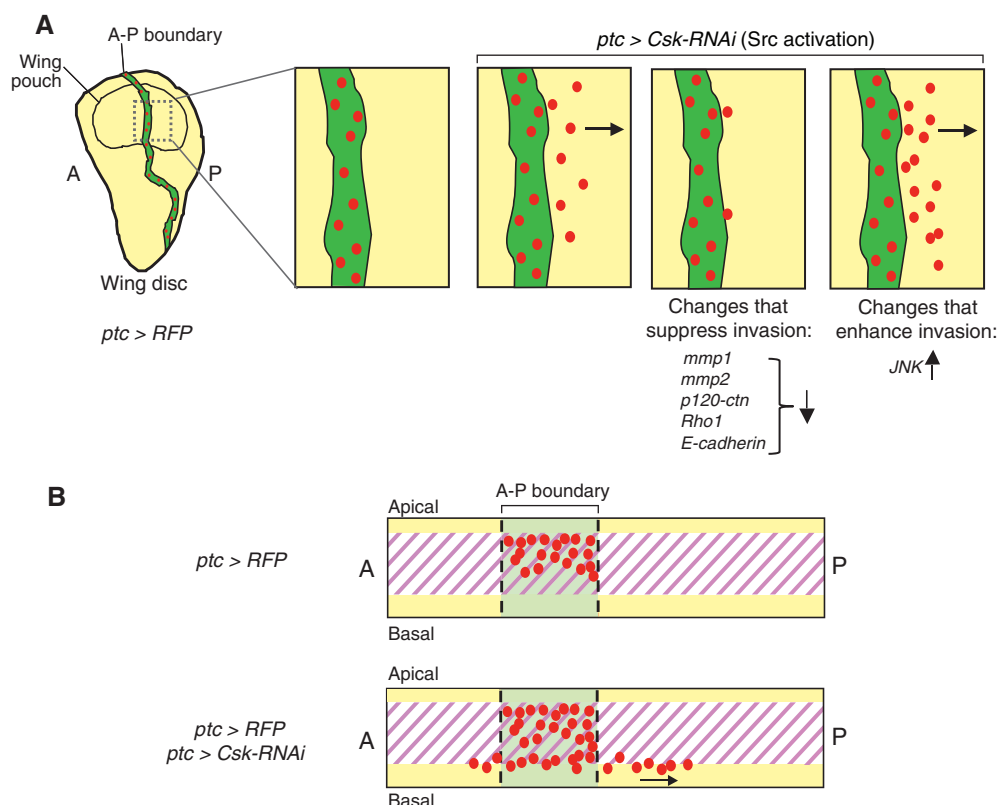 A
A-P boundary
Wing
pouch
A
P
Wing disc
ptc > RFP
ptc > Csk-RNAi (Src activation)
Changes that
suppress invasion:
mmp1
mmp2
p120-ctn
Rho1
E-cadherin
Changes that
enhance invasion:
JNK
B
A-P boundary
Apical
ptc > RFP
A
P
Basal
Apical
ptc > RFP
ptc > Csk-RNAi
A
P
Basal